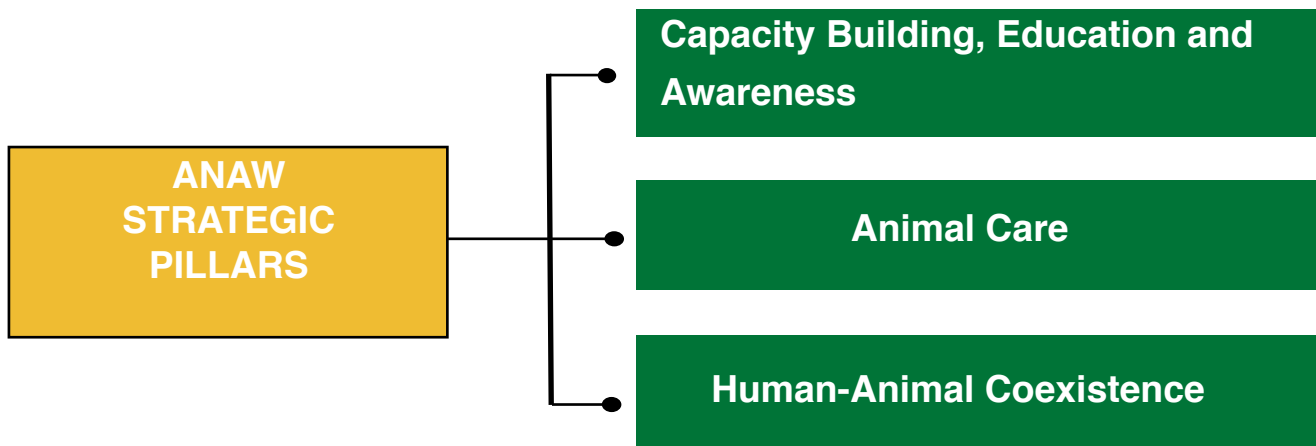 ANAW
STRATEGIC
PILLARS
Capacity Building, Education and
Awareness
Animal Care
Human-Animal Coexistence